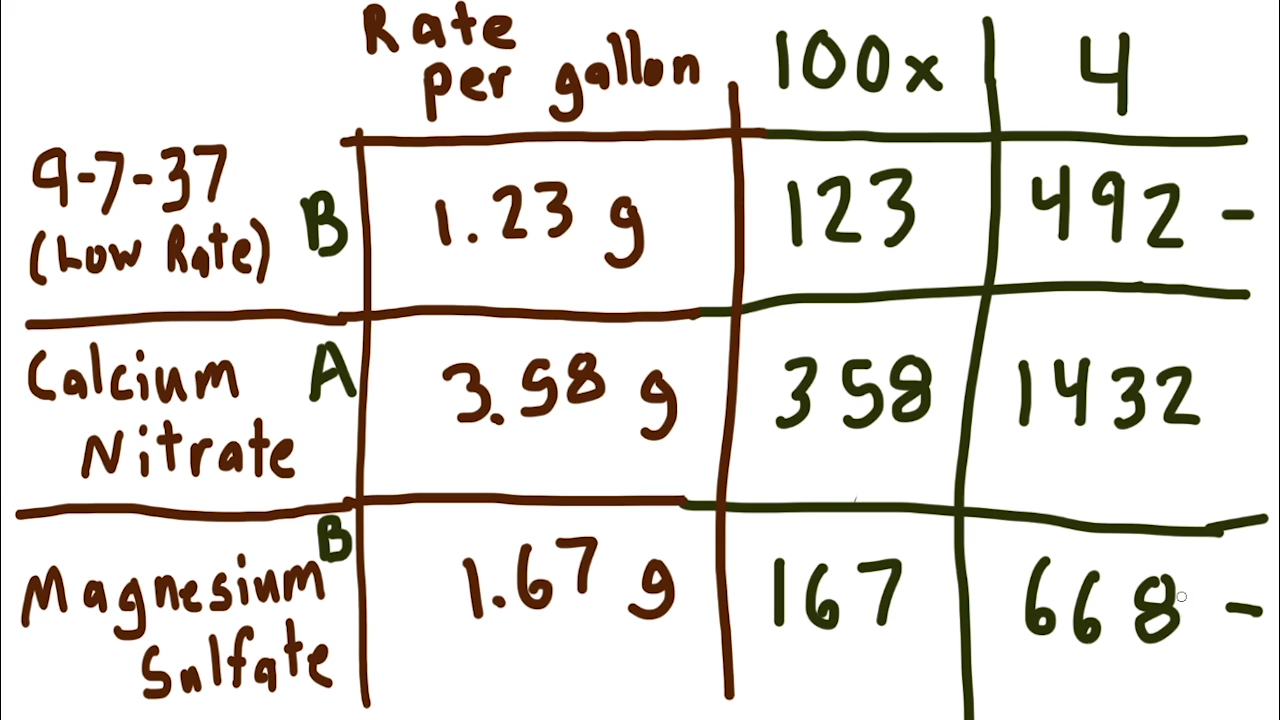 Rate
per gallon 100x 4
9-7-37
(Low Rate) B 1.23 g 123 492 -
Calcium
Nitrate A 3.58 g 358 1432
Magnesium
Sulfate B 1.67 g 167 668 -